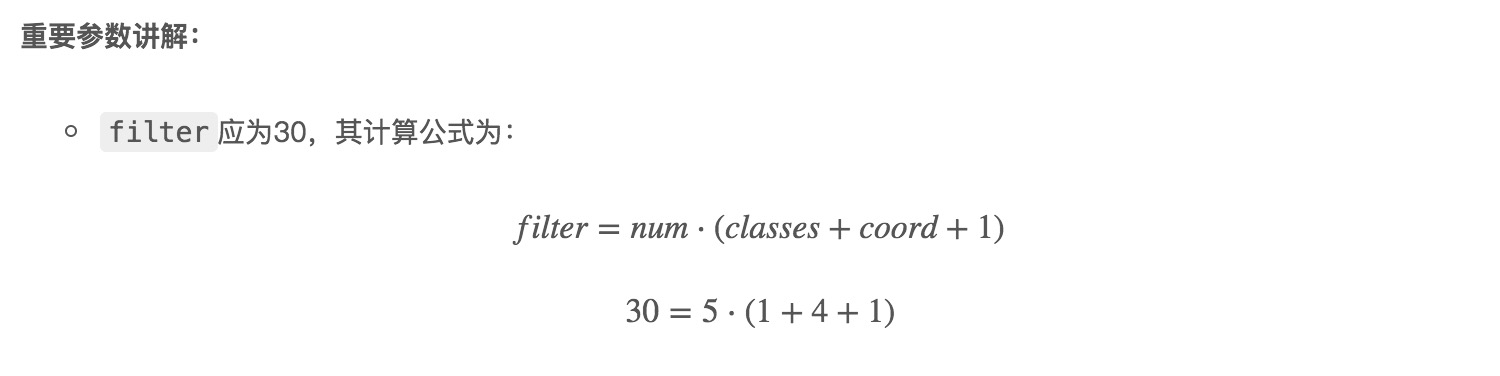 重要参数讲解：
filter应为30，其计算公式为：
filter = num · (classes + coord + 1)
30 = 5 · (1 + 4 + 1)